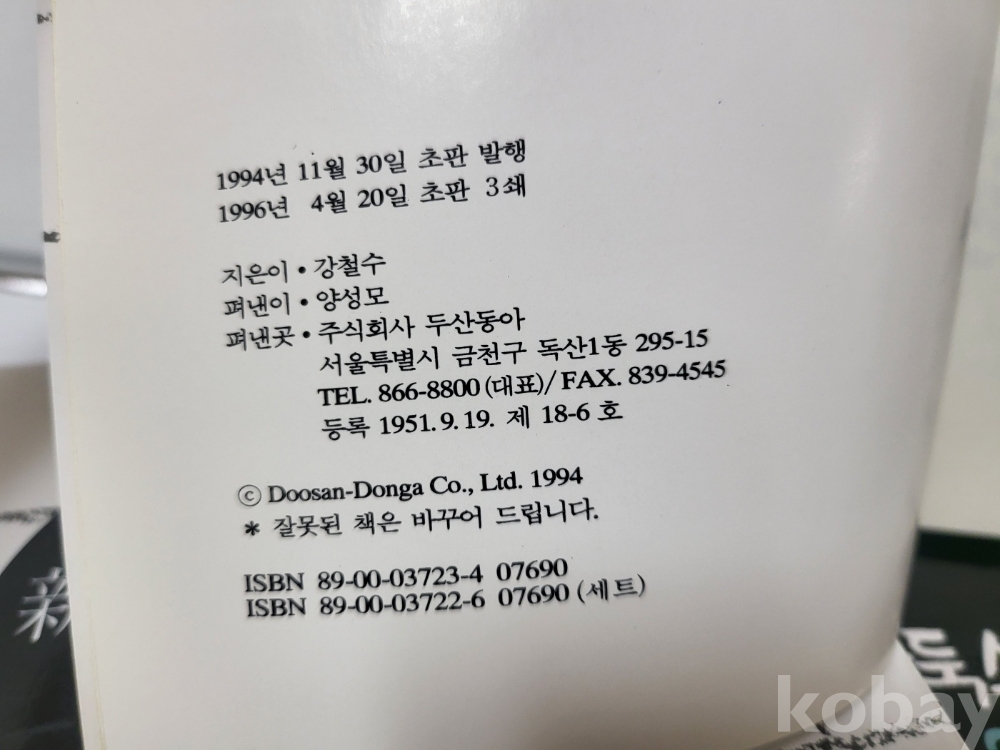 1994년 11월 30일 초판 발행
1996년 4월 20일 초판 3쇄
지은이 • 강철수
펴낸이 • 양성모
펴낸곳 • 주식회사 두산동아
서울특별시 금천구 독산1동 295-15
TEL. 866-8800 (대표)/ FAX. 839-4545
등록 1951. 9. 19. 제 18-6 호
ⓒ Doosan-Donga Co., Ltd. 1994
* 잘못된 책은 바꾸어 드립니다.
ISBN 89-00-03723-4 07690
ISBN 89-00-03722-6 07690 (세트)
新
kobay